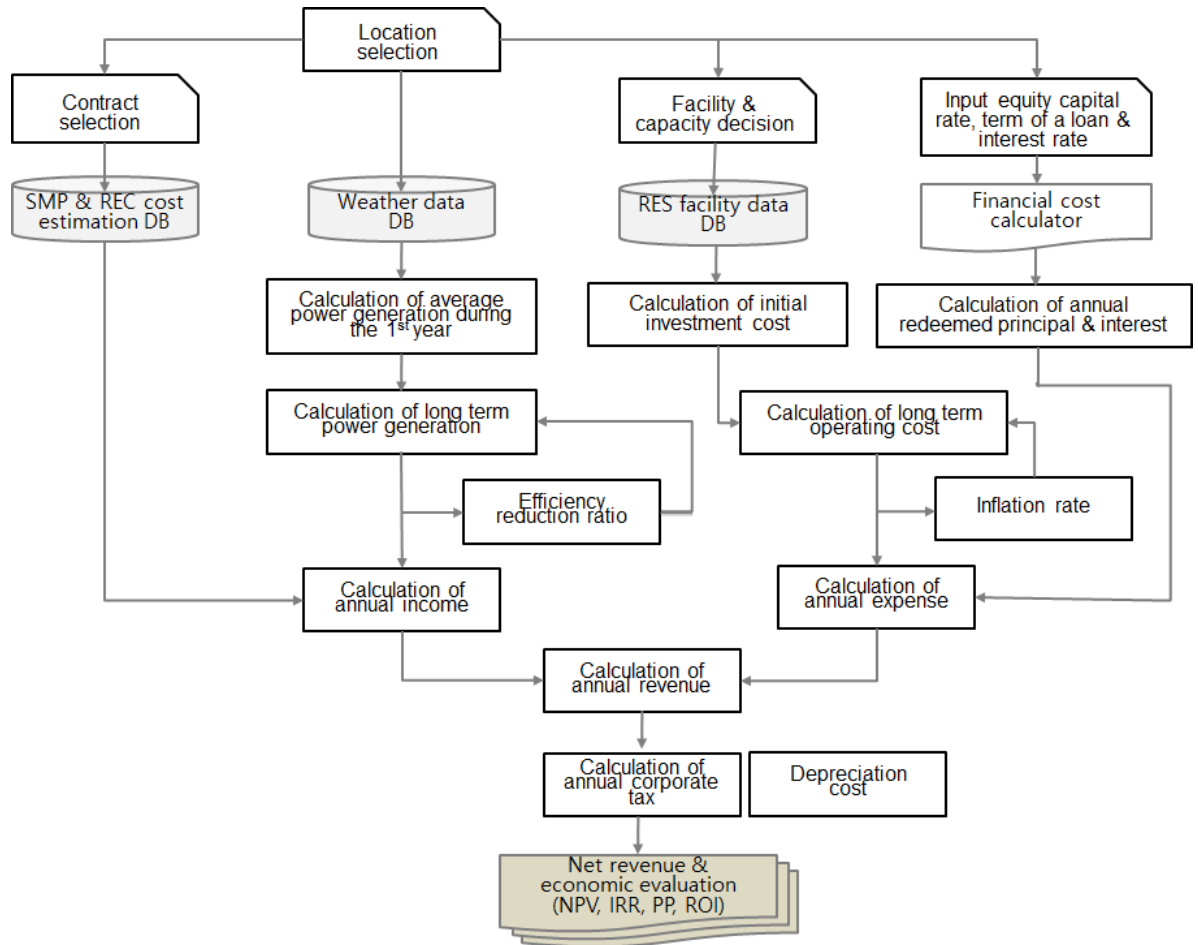 Location
selection
Contract
selection
Facility &
capacity decision
Input equity capital
rate, term of a loan &
interest rate
SMP & REC cost
estimation DB
Weather data
DB
RES facility data
DB
Financial cost
calculator
Calculation of average
power generation during
the 1st year
Calculation of initial
investment cost
Calculation of annual
redeemed principal & interest
Calculation of long term
power generation
Calculation of long term
operating cost
Efficiency
reduction ratio
Inflation rate
Calculation of
annual income
Calculation of
annual expense
Calculation of
annual revenue
Calculation of
annual corporate
tax
Depreciation
cost
Net revenue &
economic evaluation
(NPV, IRR, PP, ROI)